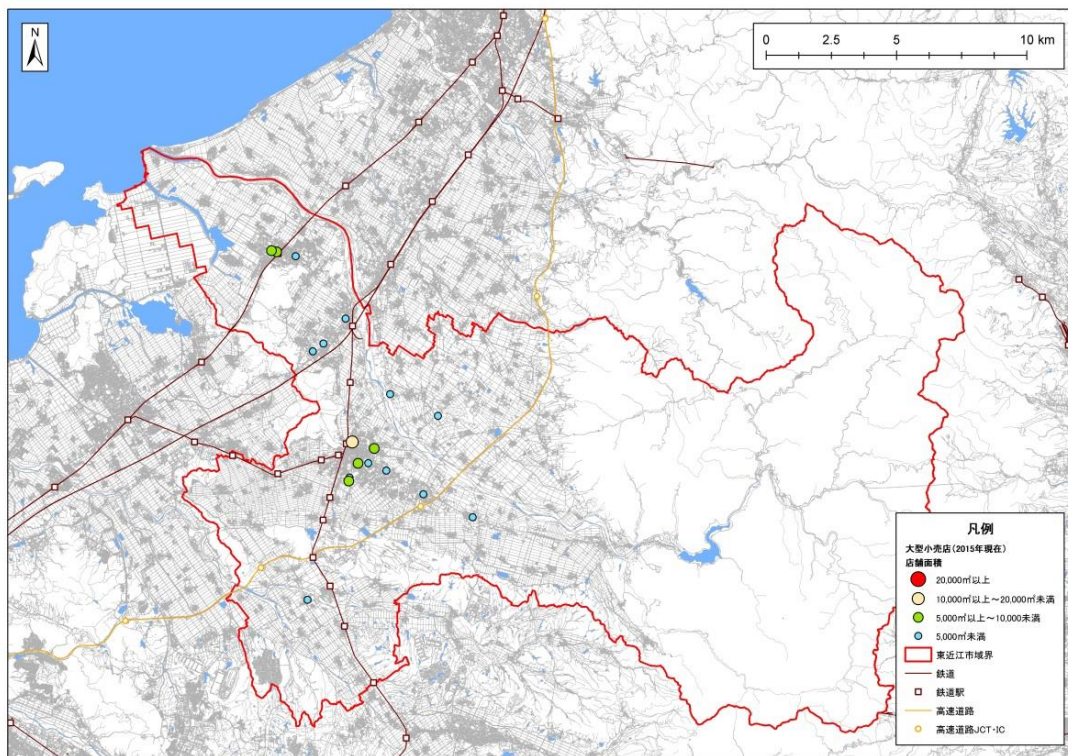 N
0 2.5 5 10 km
凡例
大型小売店(2015年現在)
店舗面積
20,000㎡以上
10,000㎡以上~20,000㎡未満
5,000㎡以上~10,000未満
5,000㎡未満
東近江市域界
鉄道
鉄道駅
高速道路
高速道路JCT・IC